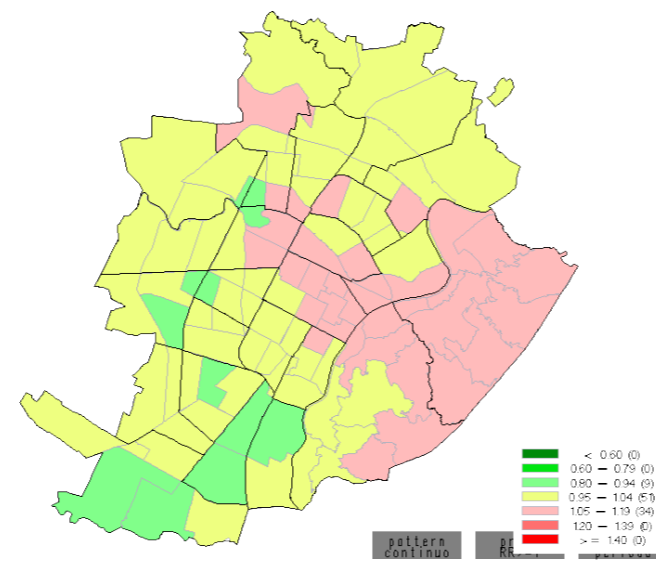 < 0.60 (0)
0.60 – 0.79 (0)
0.80 – 0.94 (9)
0.95 – 1.04 (51)
1.05 – 1.19 (34)
1.20 – 1.39 (0)
>= 1.40 (0)
pattern
continuo